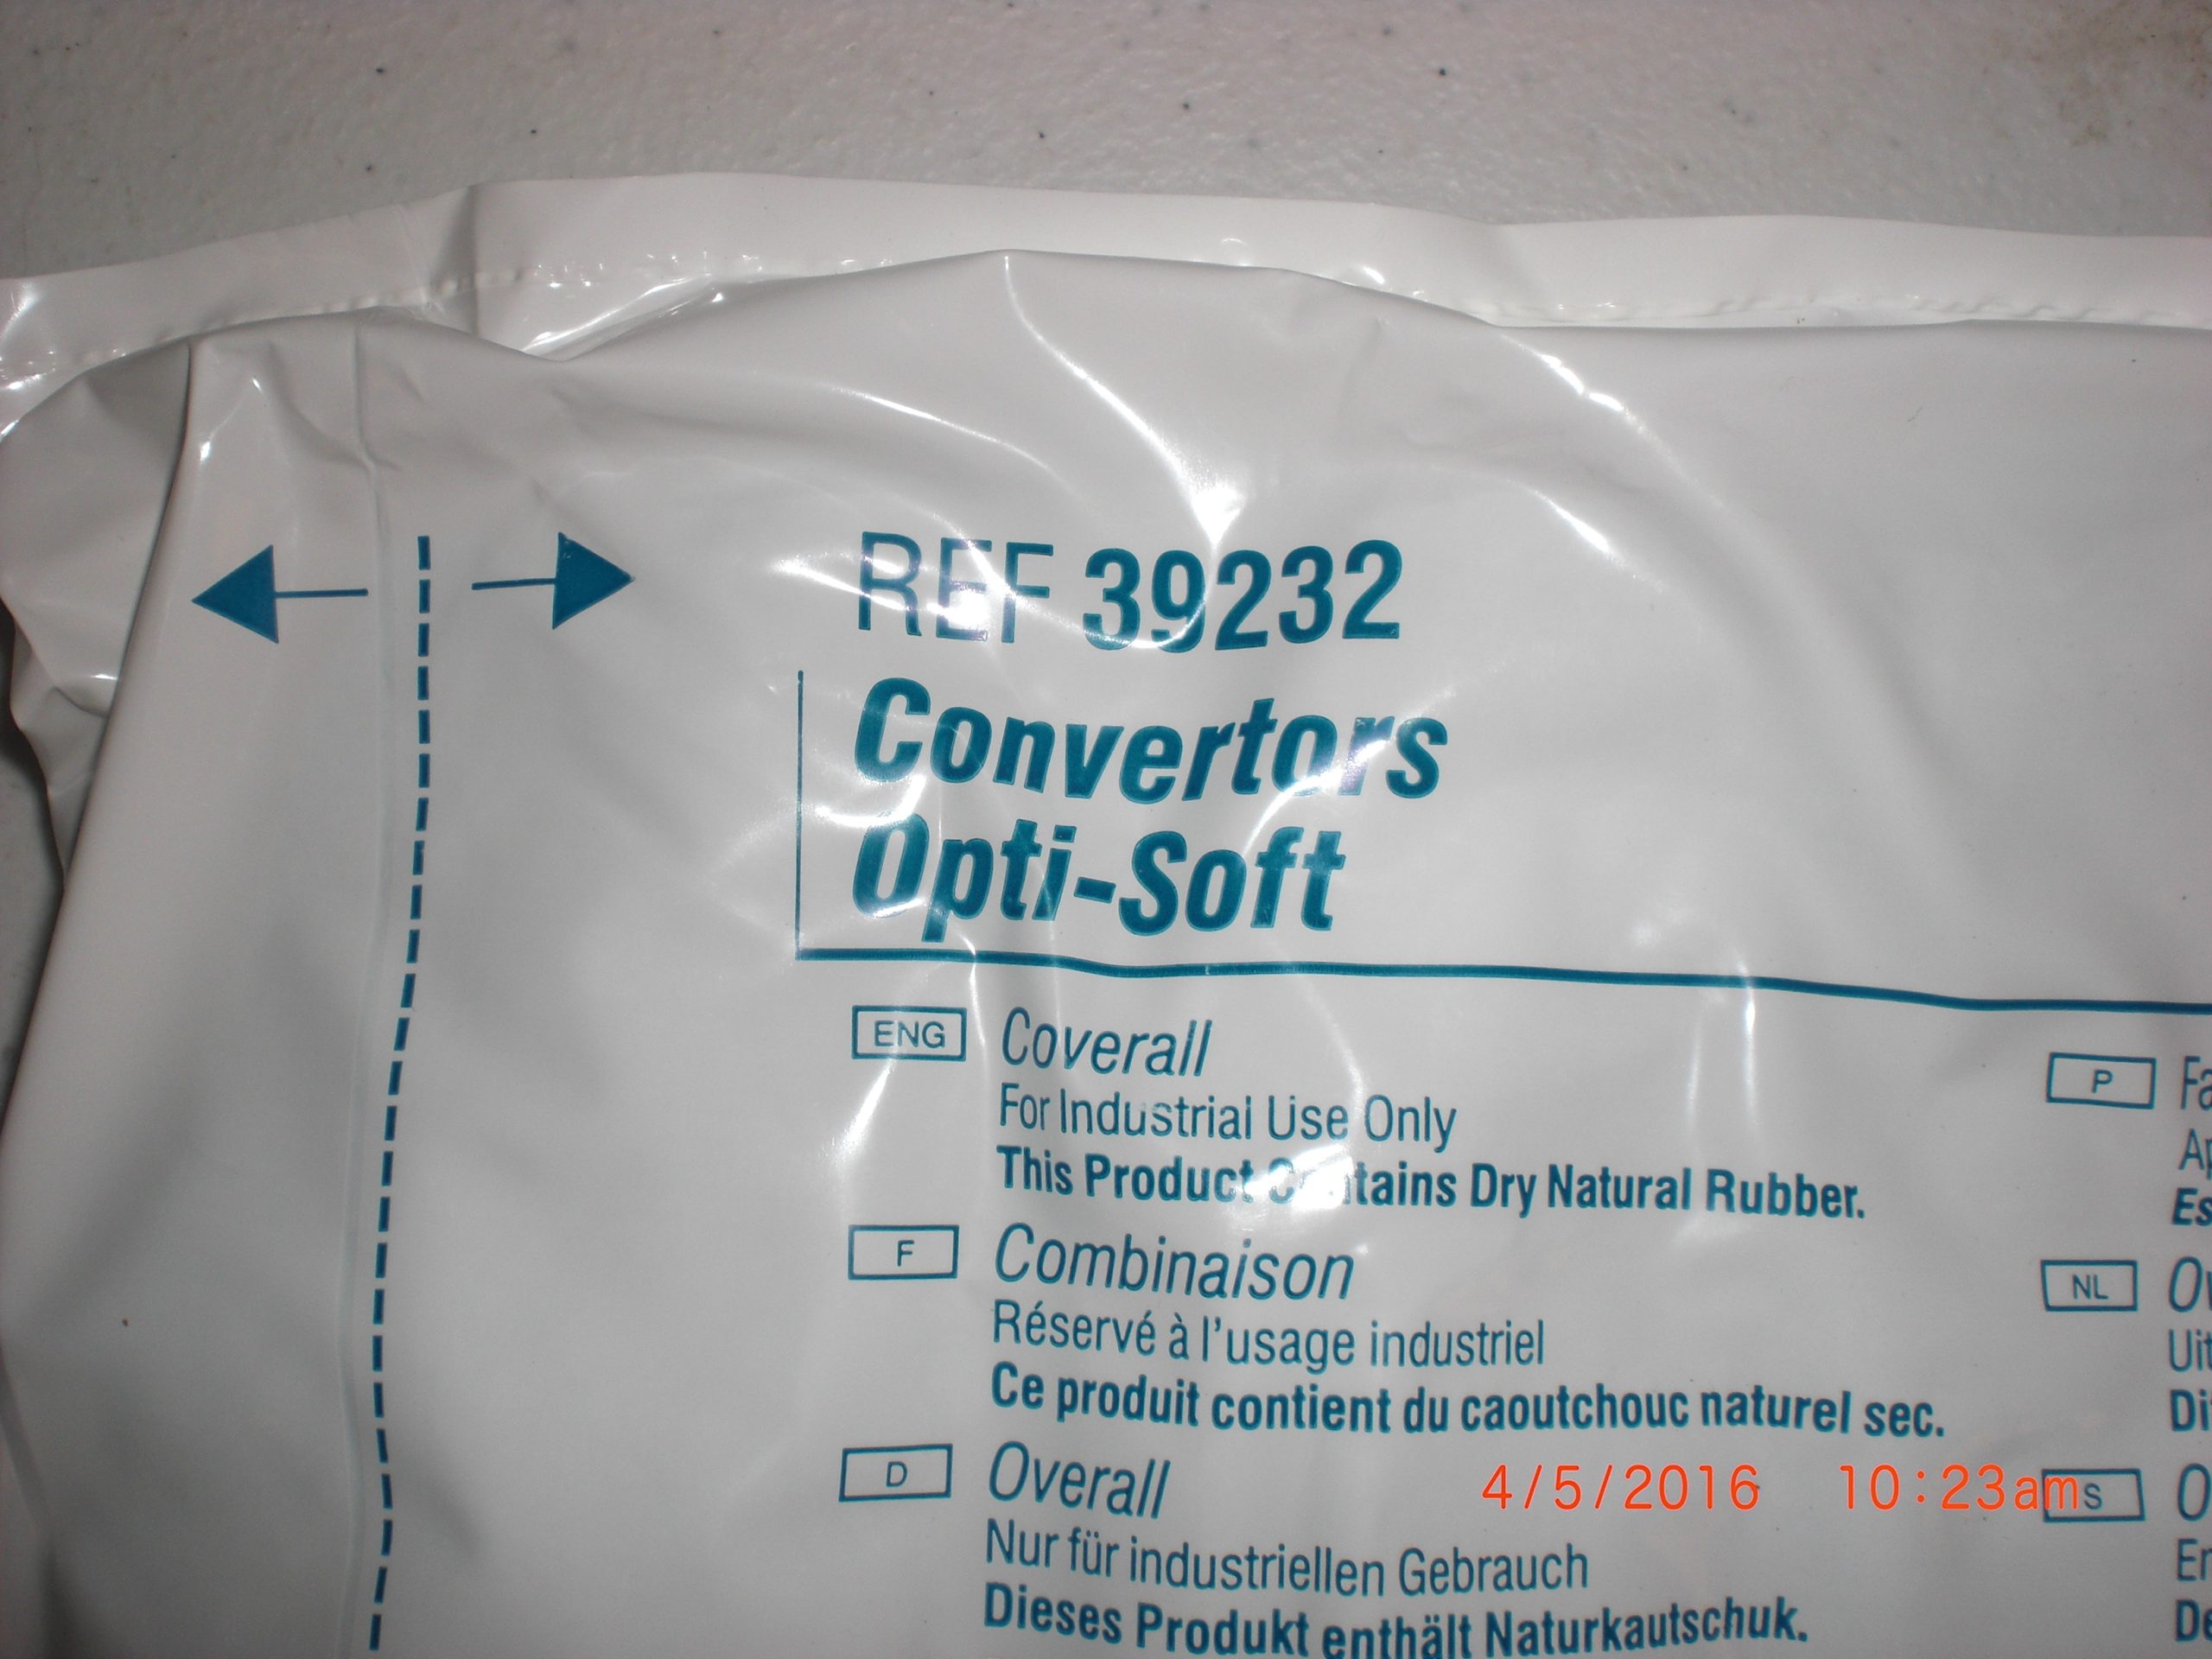 REF 39232
Convertors
Opti-Soft
ENG Coverall
For Industrial Use Only
This Product Contains Dry Natural Rubber.
F Combinaison
Réservé à l'usage industriel
Ce produit contient du caoutchouc naturel sec.
D Overall
Nur für industriellen Gebrauch
Dieses Produkt enthält Naturkautschuk.
P
NL
S
4/5/2016 10:23am